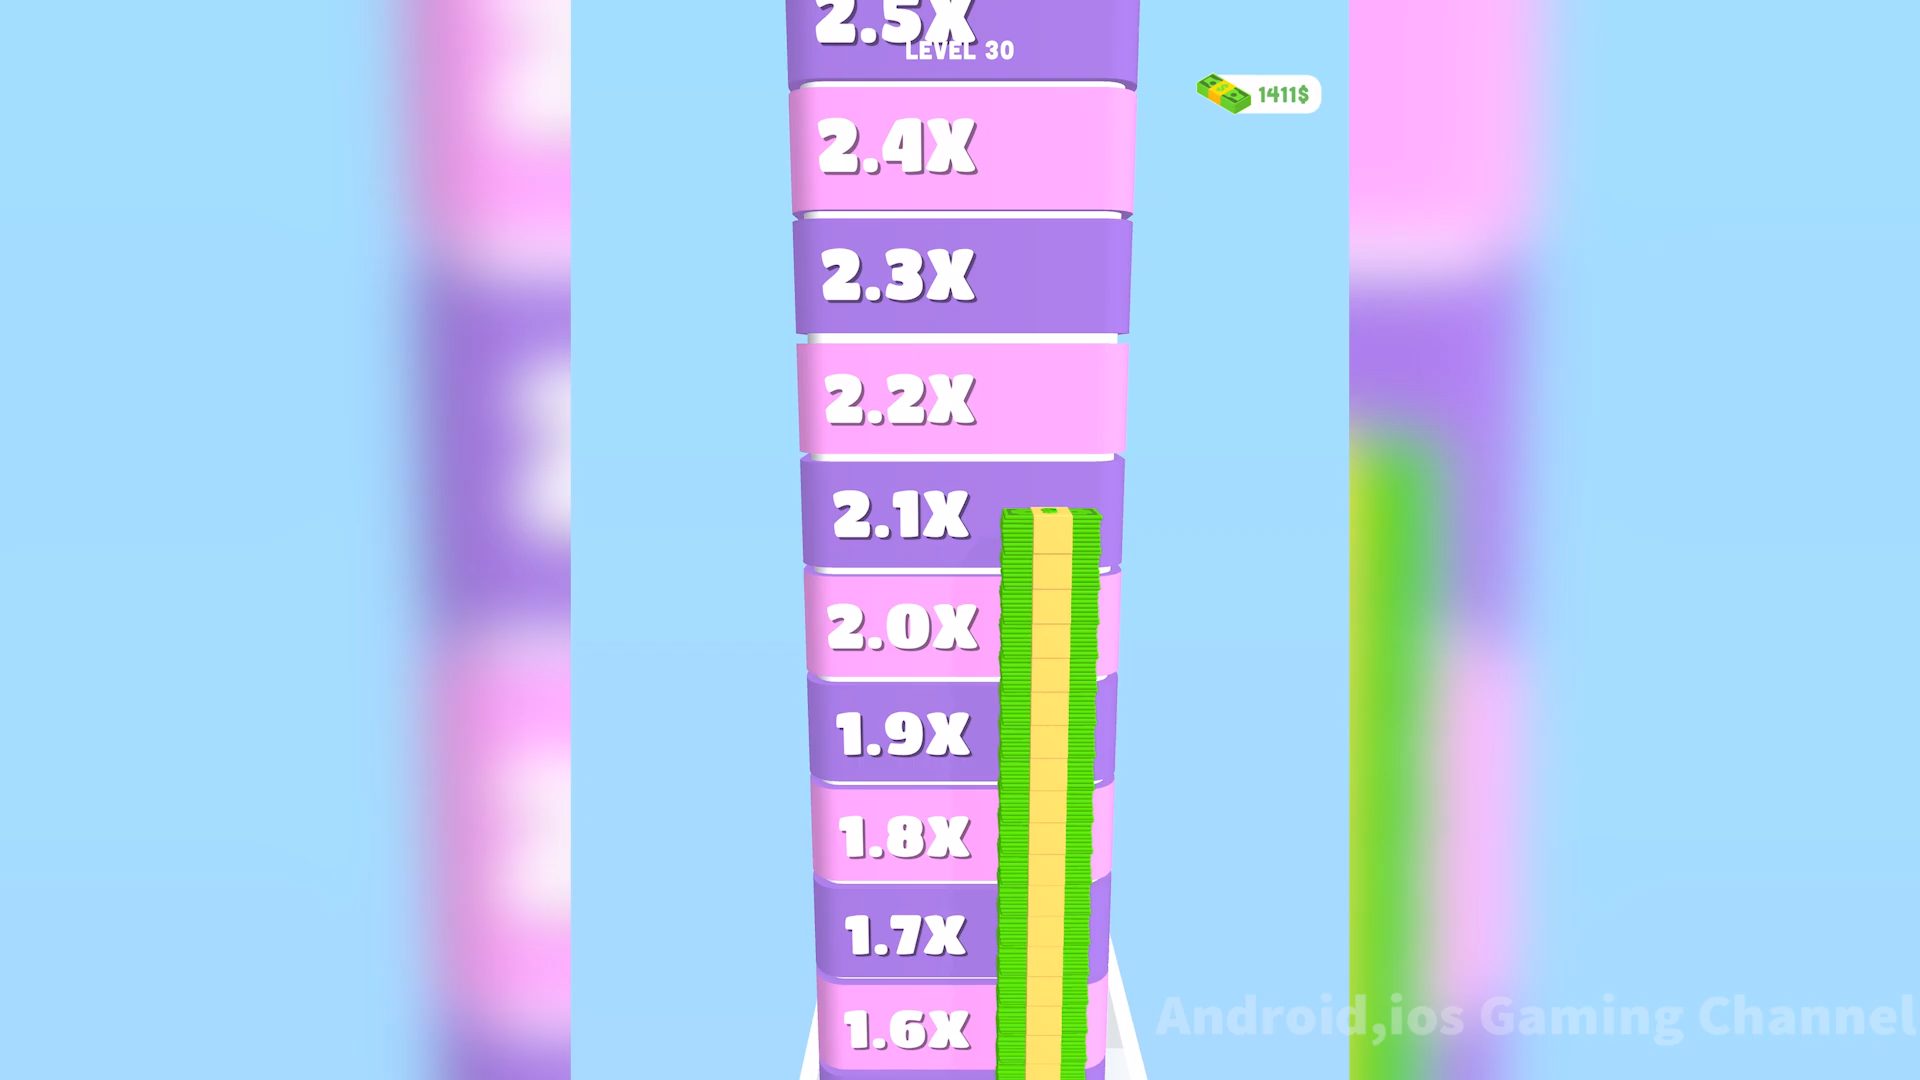 2.5X
LEVEL 30
1411$
2.4X
2.3X
2.2X
2.1X
2.0X
1.9X
1.8X
1.7X
1.6X
Android,ios Gaming Channel